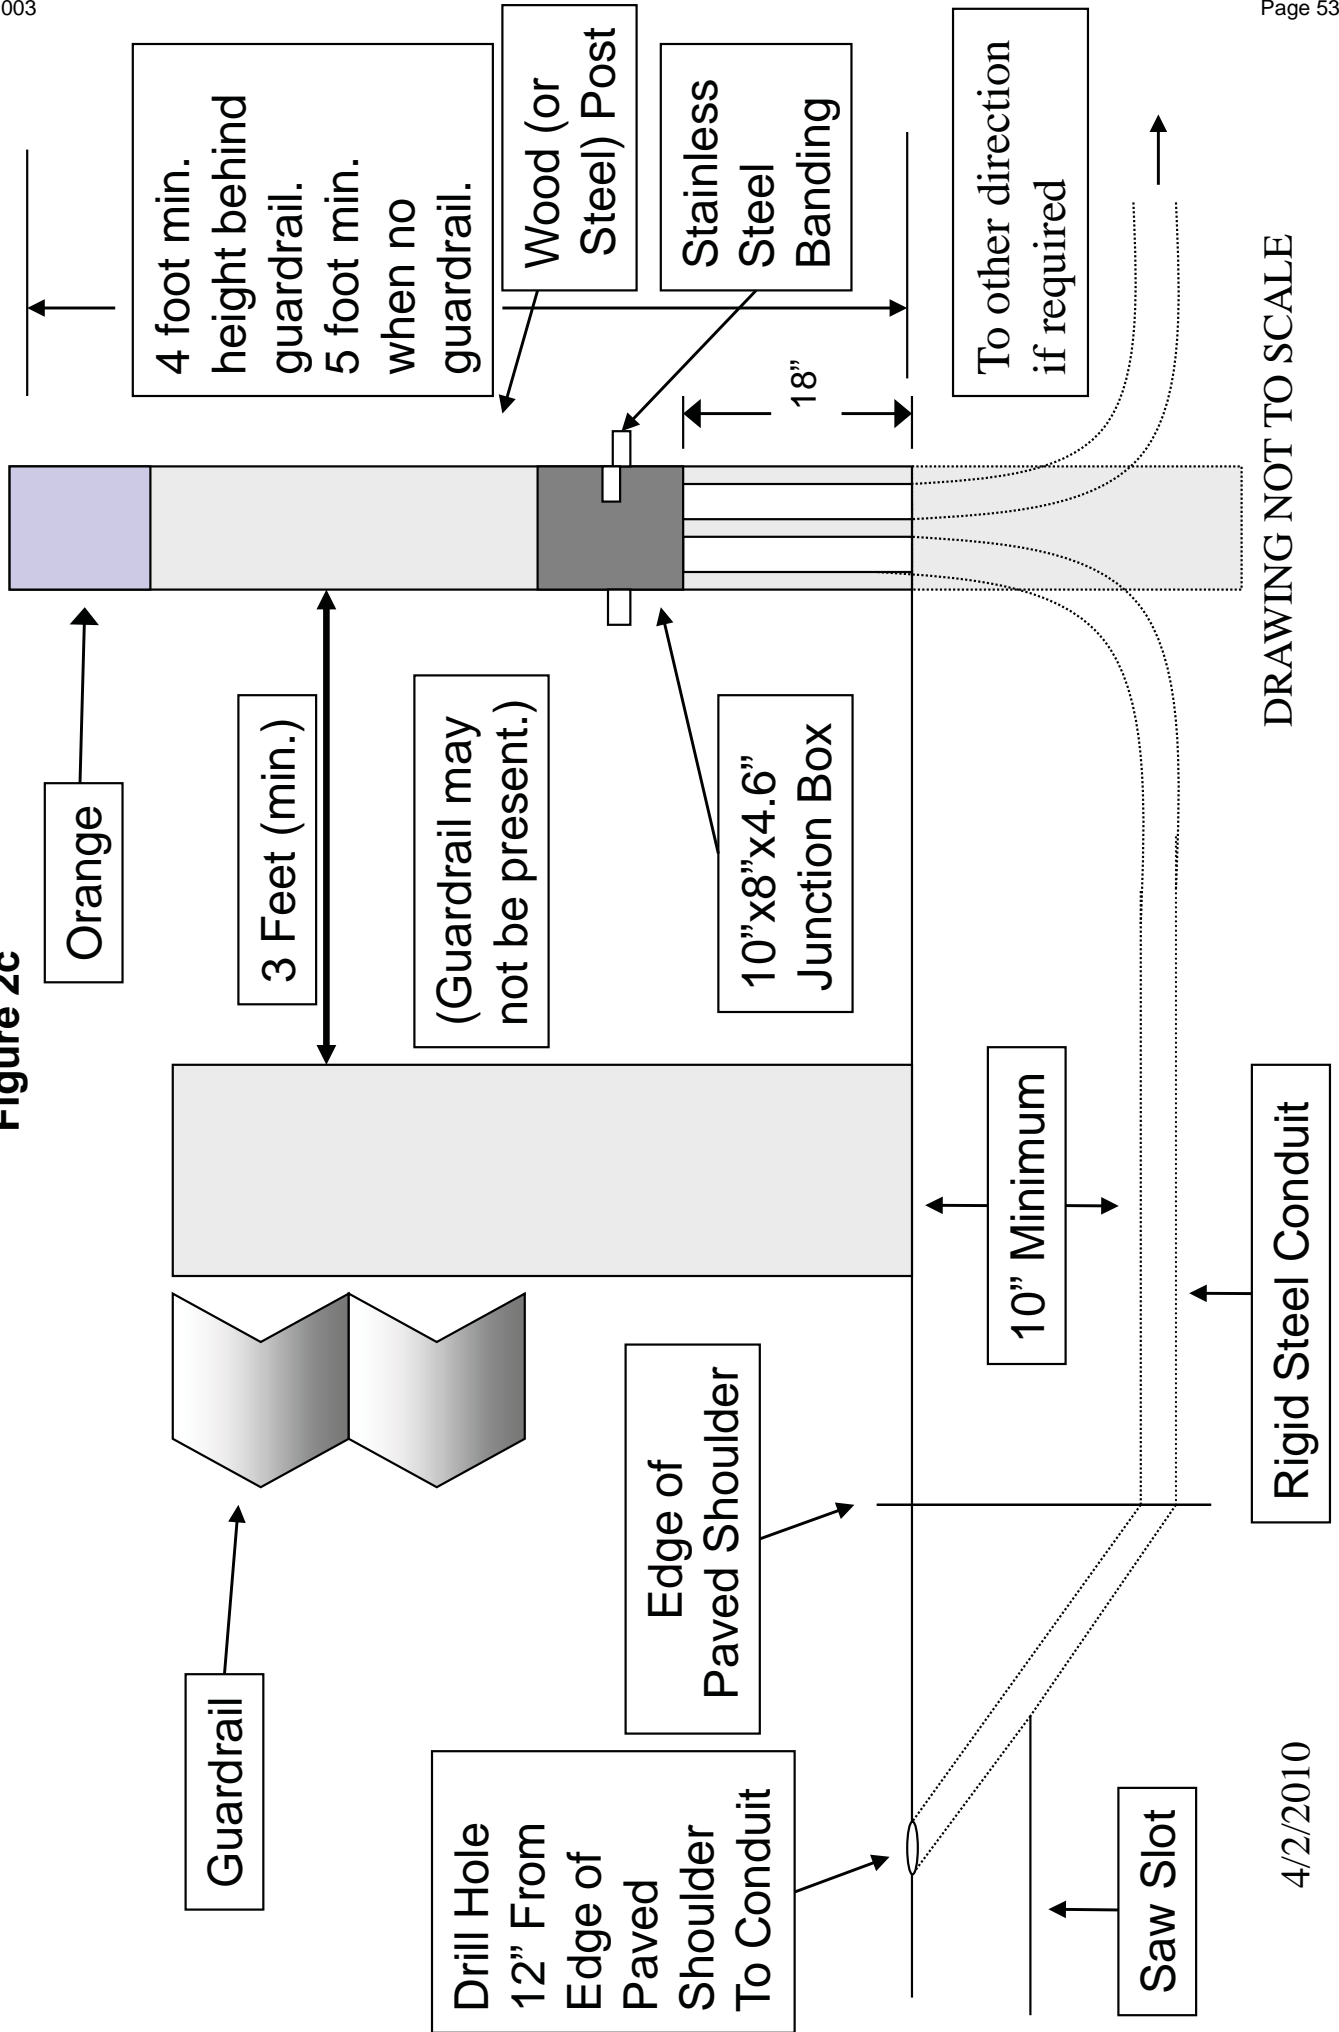 003
Page 53
Figure 2c
Orange
4 foot min.
height behind
guardrail.
5 foot min.
when no
guardrail.
Wood (or
Steel) Post
Stainless
Steel
Banding
18”
To other direction
if required
3 Feet (min.)
(Guardrail may
not be present.)
10”x8”x4.6”
Junction Box
Guardrail
Edge of
Paved Shoulder
10” Minimum
Drill Hole
12” From
Edge of
Paved
Shoulder
To Conduit
Saw Slot
Rigid Steel Conduit
4/2/2010
DRAWING NOT TO SCALE